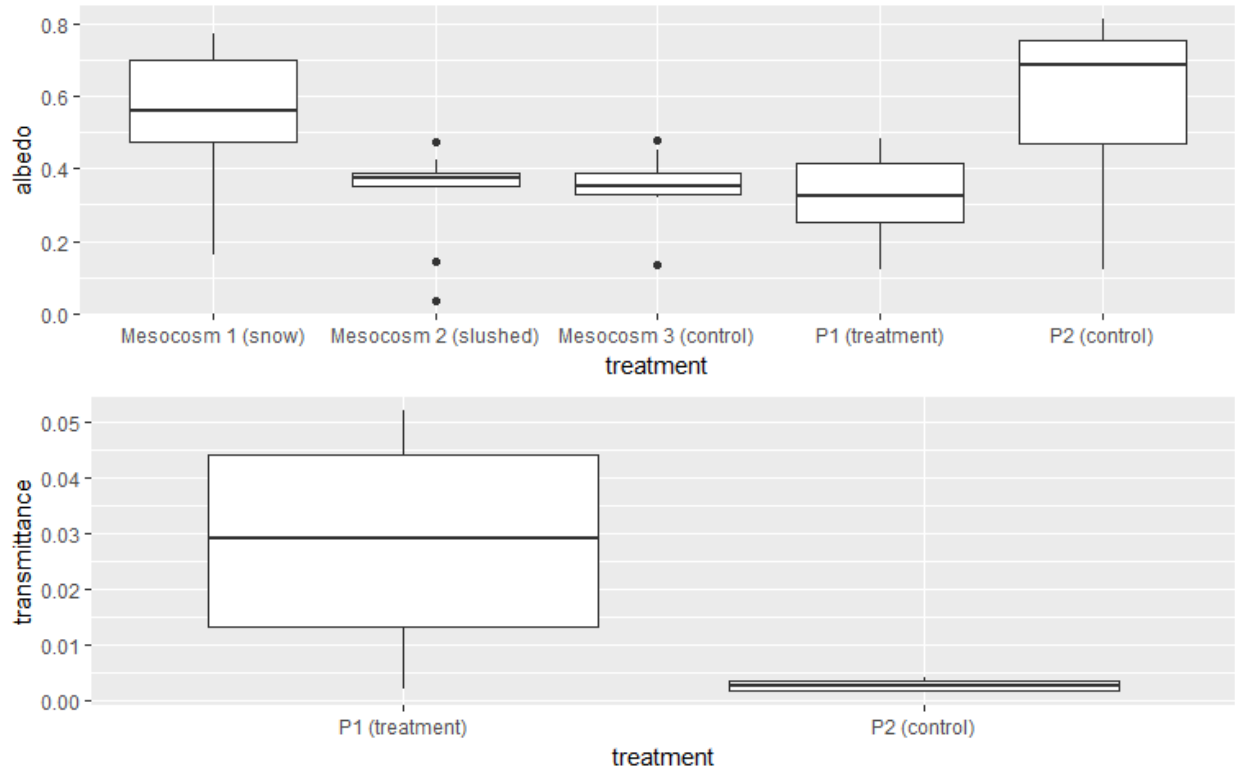 albedo
0.8
0.6
0.4
0.2
0.0
Mesocosm 1 (snow) Mesocosm 2 (slushed) Mesocosm 3 (control) P1 (treatment) P2 (control)
treatment
transmittance
0.05
0.04
0.03
0.02
0.01
0.00
P1 (treatment) P2 (control)
treatment